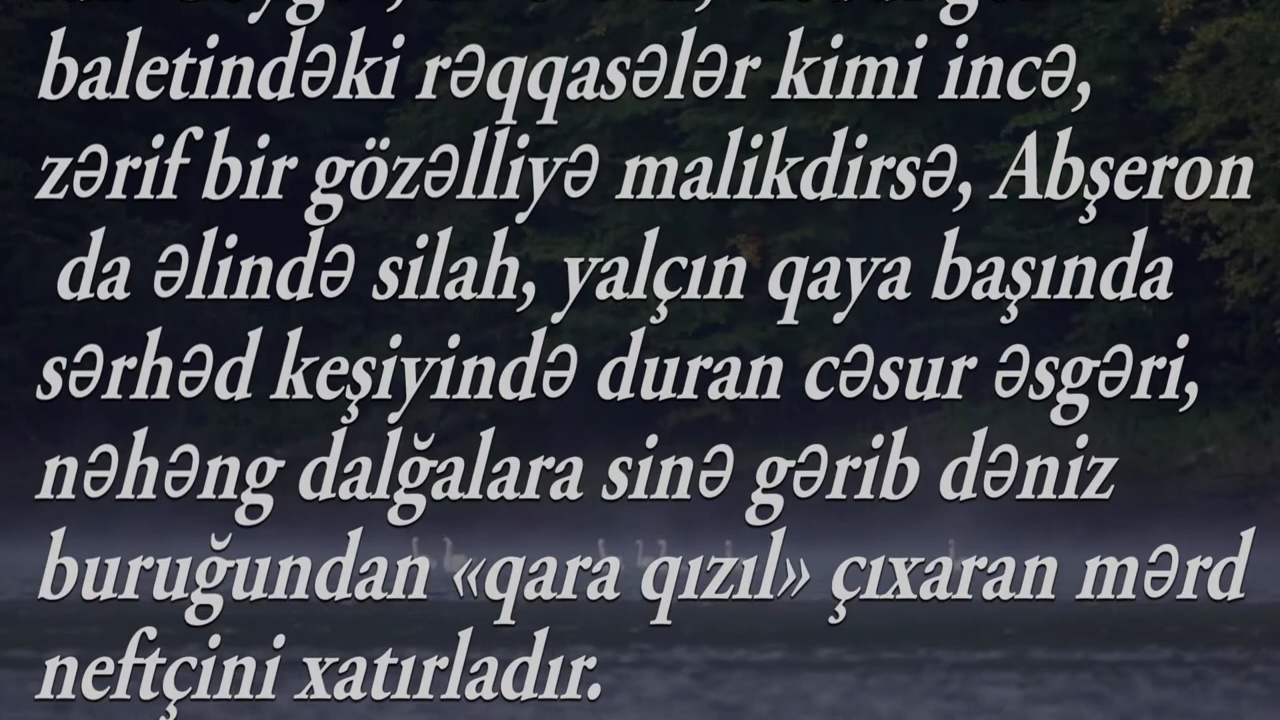 baletindəki rəqqasələr kimi incə,
zərif bir gözəlliyə malikdirsə, Abşeron
da əlində silah, yalçın qaya başında
sərhəd keşiyində duran cəsur əsgəri,
nəhəng dalğalara sinə gərib dəniz
buruğundan «qara qızıl» çıxaran mərd
neftçini xatırladır.